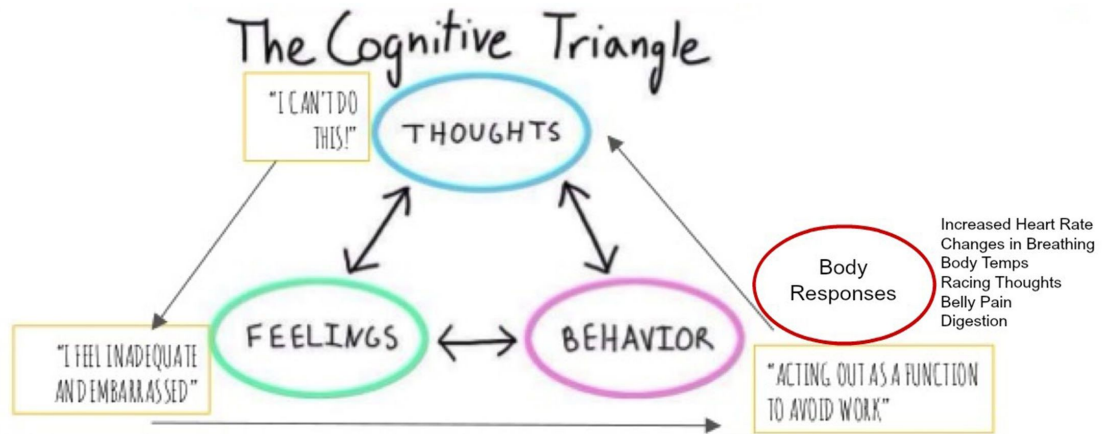 The Cognitive Triangle
"I CAN'T DO
THIS!"
THOUGHTS
Body
Responses
Increased Heart Rate
Changes in Breathing
Body Temps
Racing Thoughts
Belly Pain
Digestion
"I FEEL INADEQUATE
AND EMBARRASSED"
FEELINGS
BEHAVIOR
"ACTING OUT AS A FUNCTION
TO AVOID WORK"